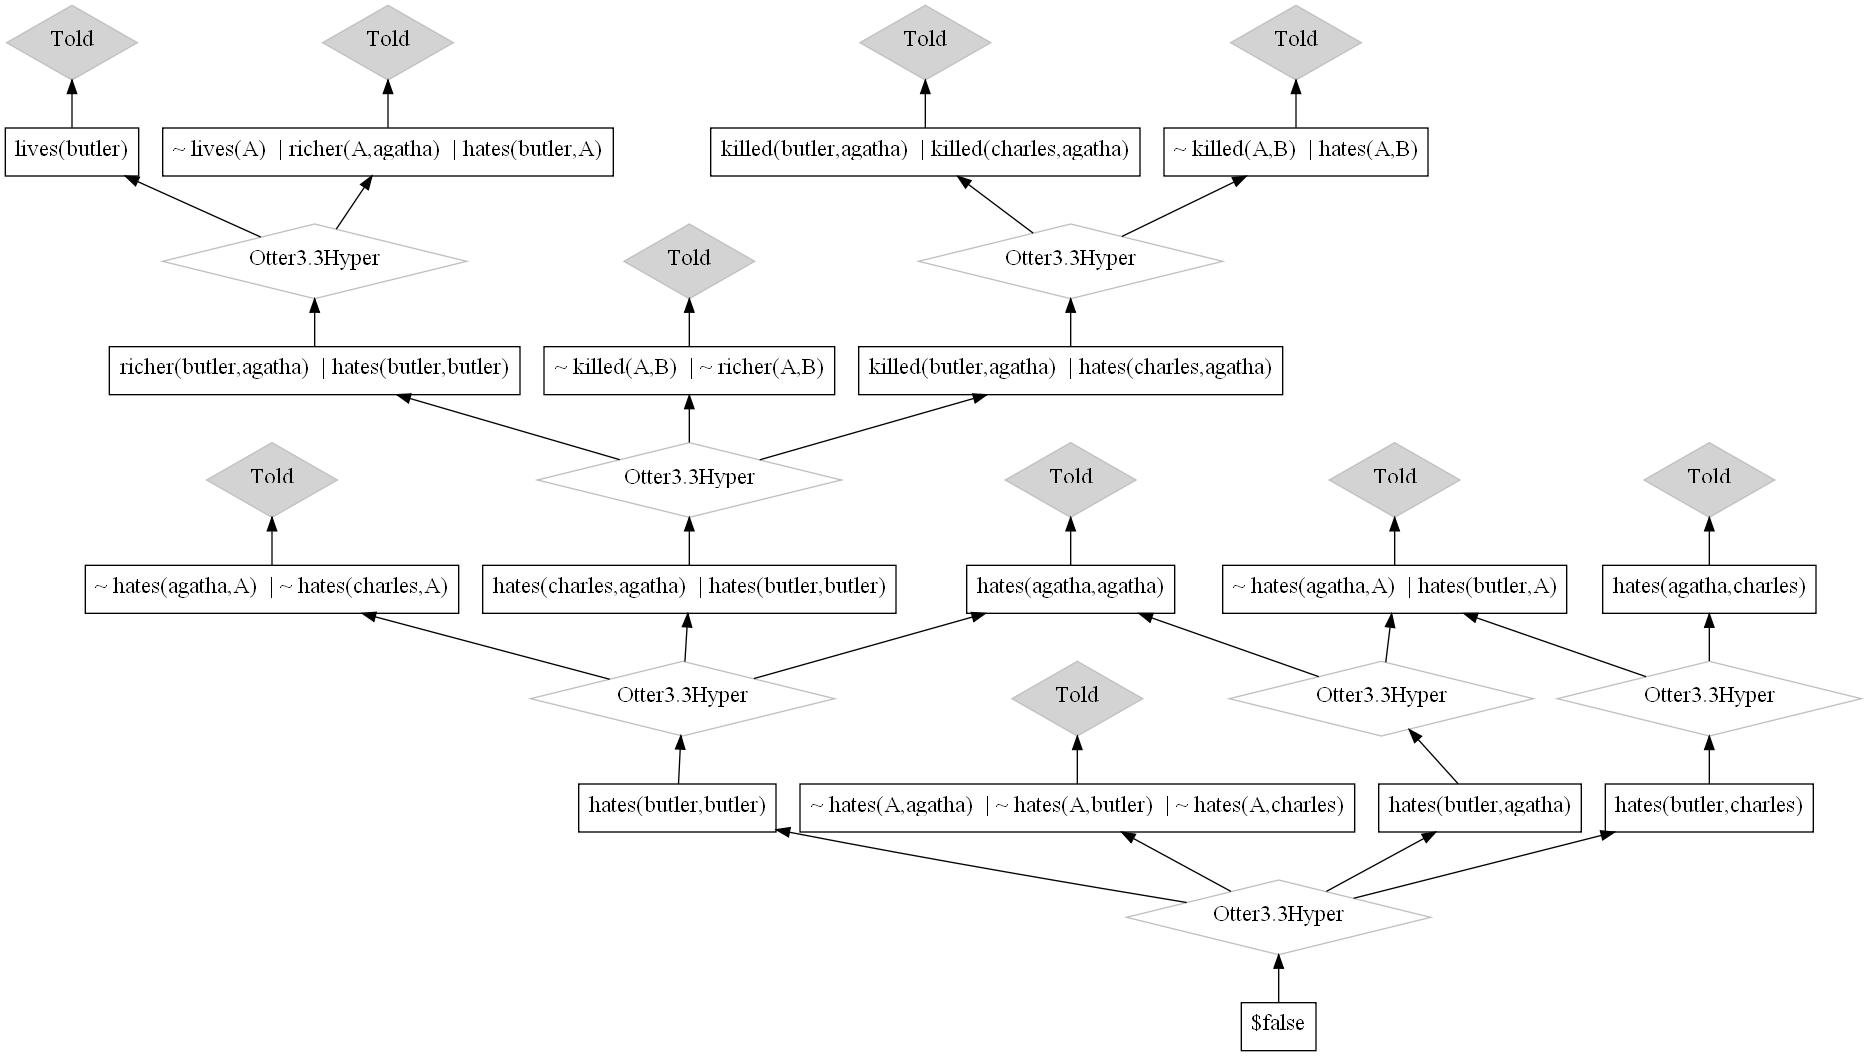 Told
Told
Told
Told
lives(butler)
~ lives(A) | richer(A,agatha) | hates(butler,A)
killed(butler,agatha) | killed(charles,agatha)
~ killed(A,B) | hates(A,B)
Otter3.3Hyper
Told
Otter3.3Hyper
richer(butler,agatha) | hates(butler,butler)
~ killed(A,B) | ~ richer(A,B)
killed(butler,agatha) | hates(charles,agatha)
Told
Otter3.3Hyper
Told
Told
Told
~ hates(agatha,A) | ~ hates(charles,A)
hates(charles,agatha) | hates(butler,butler)
hates(agatha,agatha)
~ hates(agatha,A) | hates(butler,A)
hates(agatha,charles)
Otter3.3Hyper
Told
Otter3.3Hyper
Otter3.3Hyper
hates(butler,butler)
~ hates(A,agatha) | ~ hates(A,butler) | ~ hates(A,charles)
hates(butler,agatha)
hates(butler,charles)
Otter3.3Hyper
$false